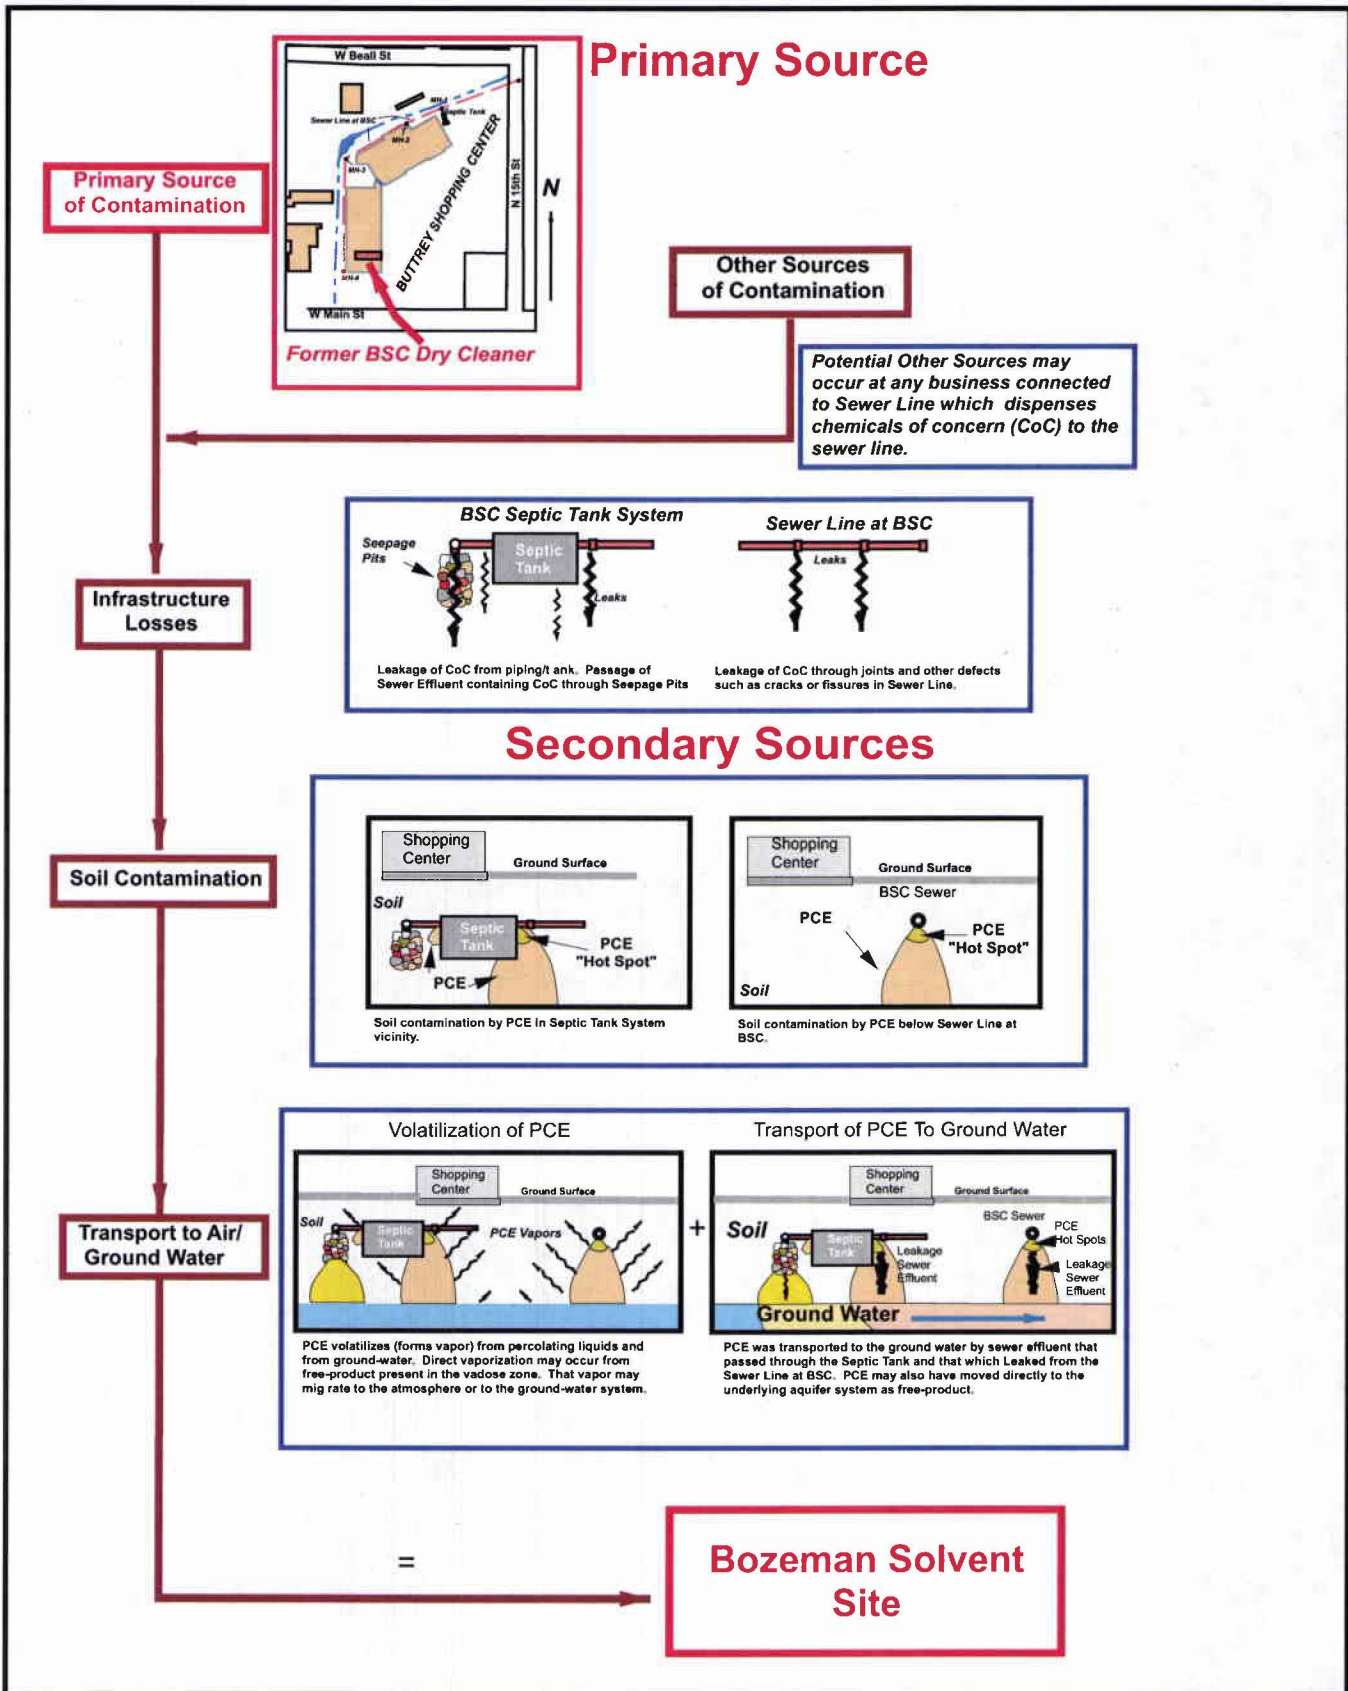 Primary Source
W Beall St
MH-1
Septic Tank
Sewer Line at BSC
MH-2
MH-3
BUTTREY SHOPPING CENTER
N 15th St
N
MH-4
W Main St
Former BSC Dry Cleaner
Primary Source
of Contamination
Other Sources
of Contamination
Potential Other Sources may
occur at any business connected
to Sewer Line which dispenses
chemicals of concern (CoC) to the
sewer line.
BSC Septic Tank System
Seepage
Pits
Septic
Tank
Leaks
Leakage of CoC from piping/t ank. Passage of
Sewer Effluent containing CoC through Seepage Pits
Sewer Line at BSC
Leaks
Leakage of CoC through joints and other defects
such as cracks or fissures in Sewer Line.
Infrastructure
Losses
Secondary Sources
Soil Contamination
Shopping
Center
Ground Surface
Soil
Septic
Tank
PCE
"Hot Spot"
PCE
Soil contamination by PCE in Septic Tank System
vicinity.
Shopping
Center
Ground Surface
BSC Sewer
PCE
PCE
"Hot Spot"
Soil
Soil contamination by PCE below Sewer Line at
BSC.
Transport to Air/
Ground Water
Volatilization of PCE
Shopping
Center
Ground Surface
Soil
Septic
Tank
PCE Vapors
PCE volatilizes (forms vapor) from percolating liquids and
from ground-water. Direct vaporization may occur from
free-product present in the vadose zone. That vapor may
mig rate to the atmosphere or to the ground-water system.
+
Transport of PCE To Ground Water
Shopping
Center
Ground Surface
Soil
Septic
Tank
Leakage
Sewer
Effluent
BSC Sewer
PCE
Hot Spots
Leakage
Sewer
Effluent
Ground Water
PCE was transported to the ground water by sewer effluent that
passed through the Septic Tank and that which Leaked from the
Sewer Line at BSC. PCE may also have moved directly to the
underlying aquifer system as free-product.
=
Bozeman Solvent
Site